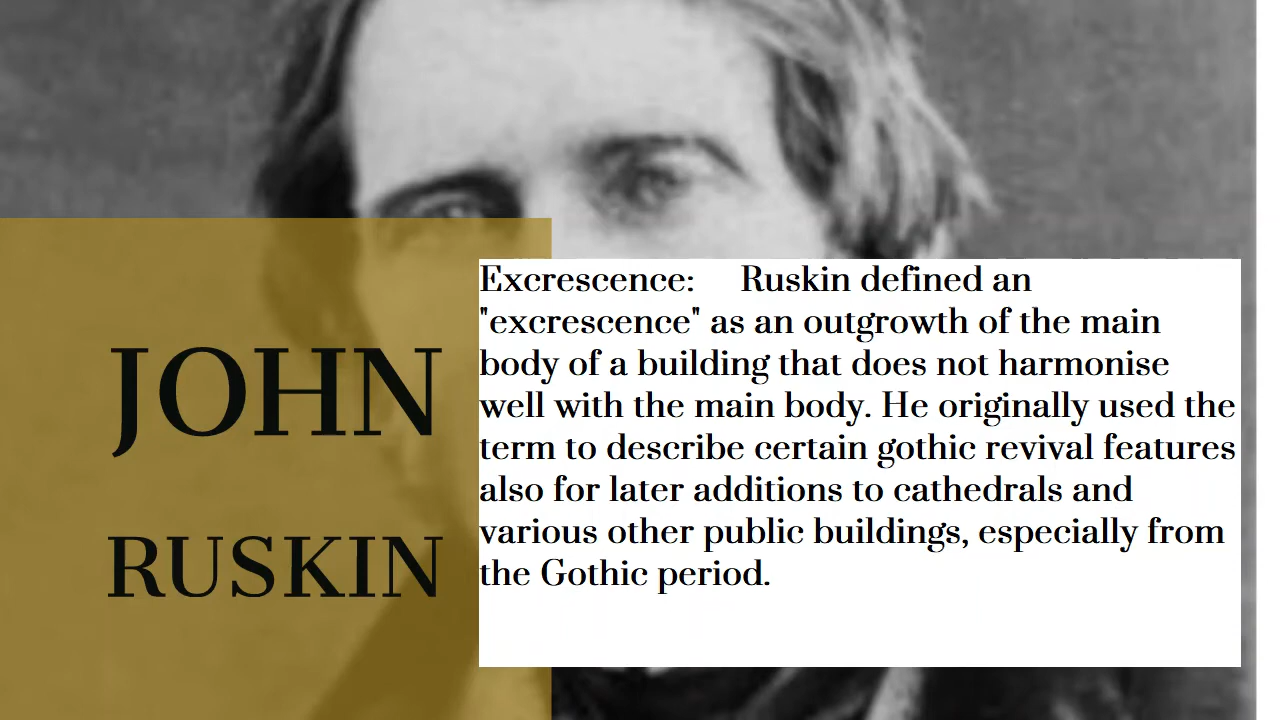 JOHN
RUSKIN
Excrescence: Ruskin defined an
"excrescence" as an outgrowth of the main
body of a building that does not harmonise
well with the main body. He originally used the
term to describe certain gothic revival features
also for later additions to cathedrals and
various other public buildings, especially from
the Gothic period.